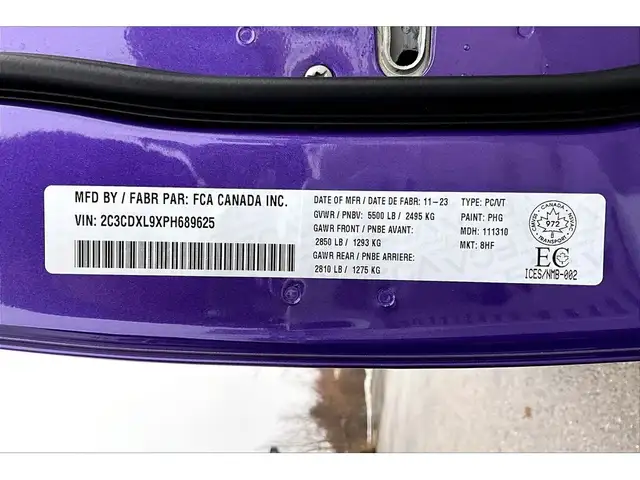 MFD BY / FABR PAR: FCA CANADA INC.
VIN: 2C3CDXL9XPH689625
DATE OF MFR / DATE DE FABR: 11-23
GVWR / PNBV: 5500 LB / 2495 KG
GAWR FRONT / PNBE AVANT:
2850 LB / 1293 KG
GAWR REAR / PNBE ARRIERE:
2810 LB / 1275 KG
TYPE: PC/VT
PAINT: PHG
MDH: 111310
MKT: 8HF
CANADA
CMVSS
NSVAC
972
TRANSPORT
EC
ICES/NMB-002